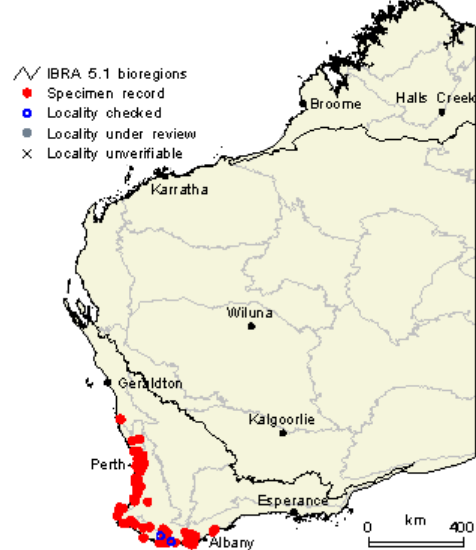 IBRA 5.1 bioregions
Specimen record
Locality checked
Locality under review
Locality unverifiable
Broome
Halls Creek
Karratha
Wiluna
Geraldton
Kalgoorlie
Perth
Esperance
Albany
km
0 400